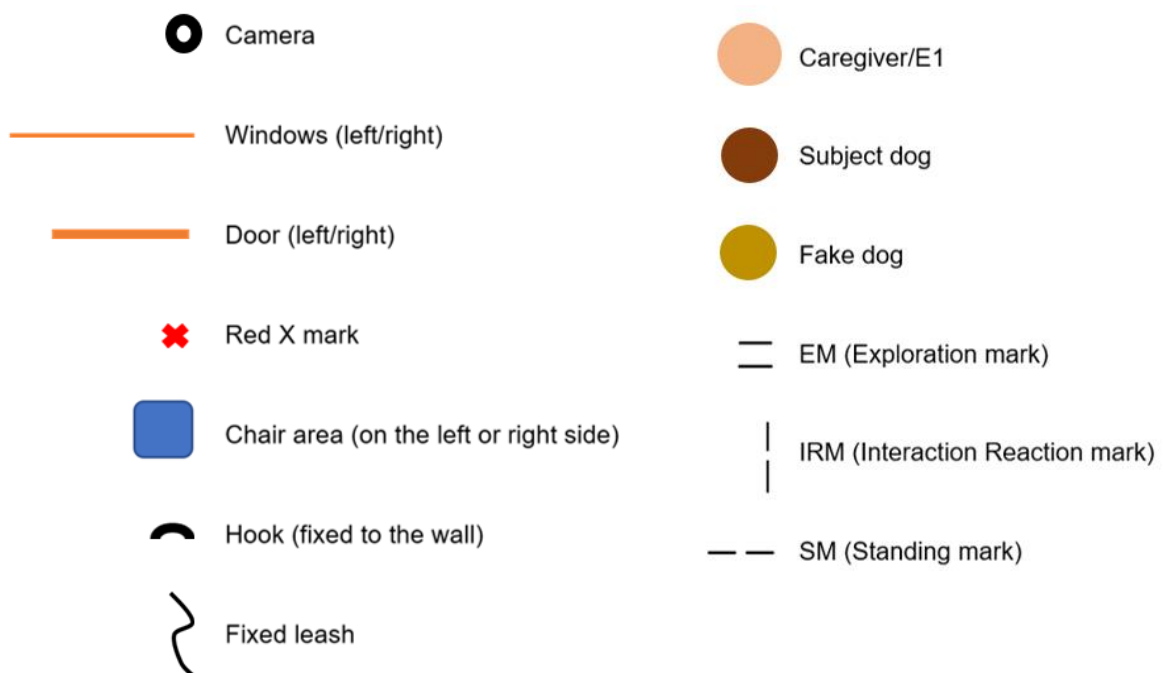 Camera
Windows (left/right)
Door (left/right)
Red X mark
Chair area (on the left or right side)
Hook (fixed to the wall)
Fixed leash
Caregiver/E1
Subject dog
Fake dog
EM (Exploration mark)
IRM (Interaction Reaction mark)
SM (Standing mark)